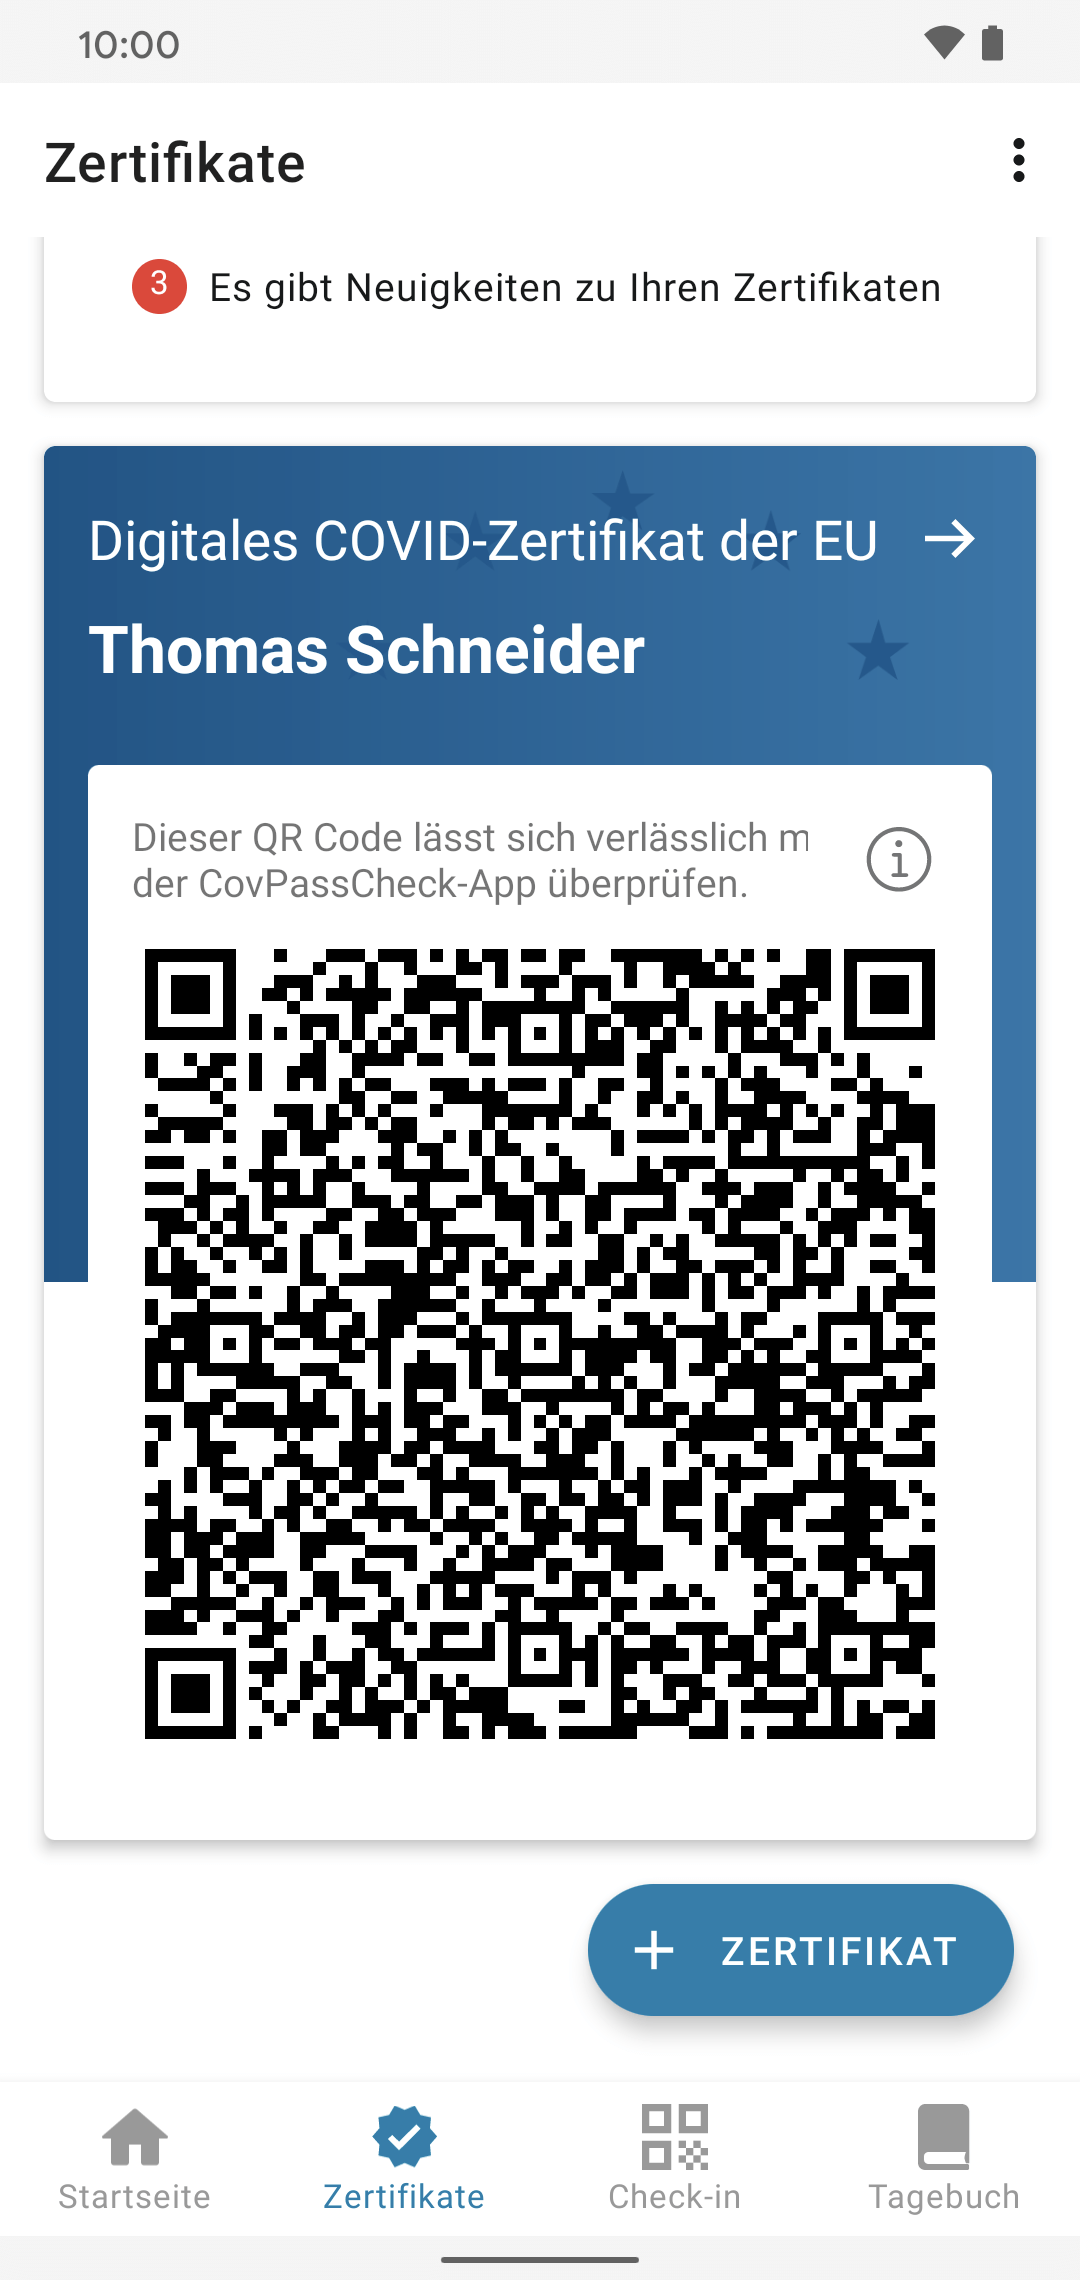 10:00
Zertifikate
3 Es gibt Neuigkeiten zu Ihren Zertifikaten
Digitales COVID-Zertifikat der EU
Thomas Schneider
Dieser QR Code lässt sich verlässlich m
der CovPassCheck-App überprüfen.
ZERTIFIKAT
Startseite Zertifikate Check-in Tagebuch